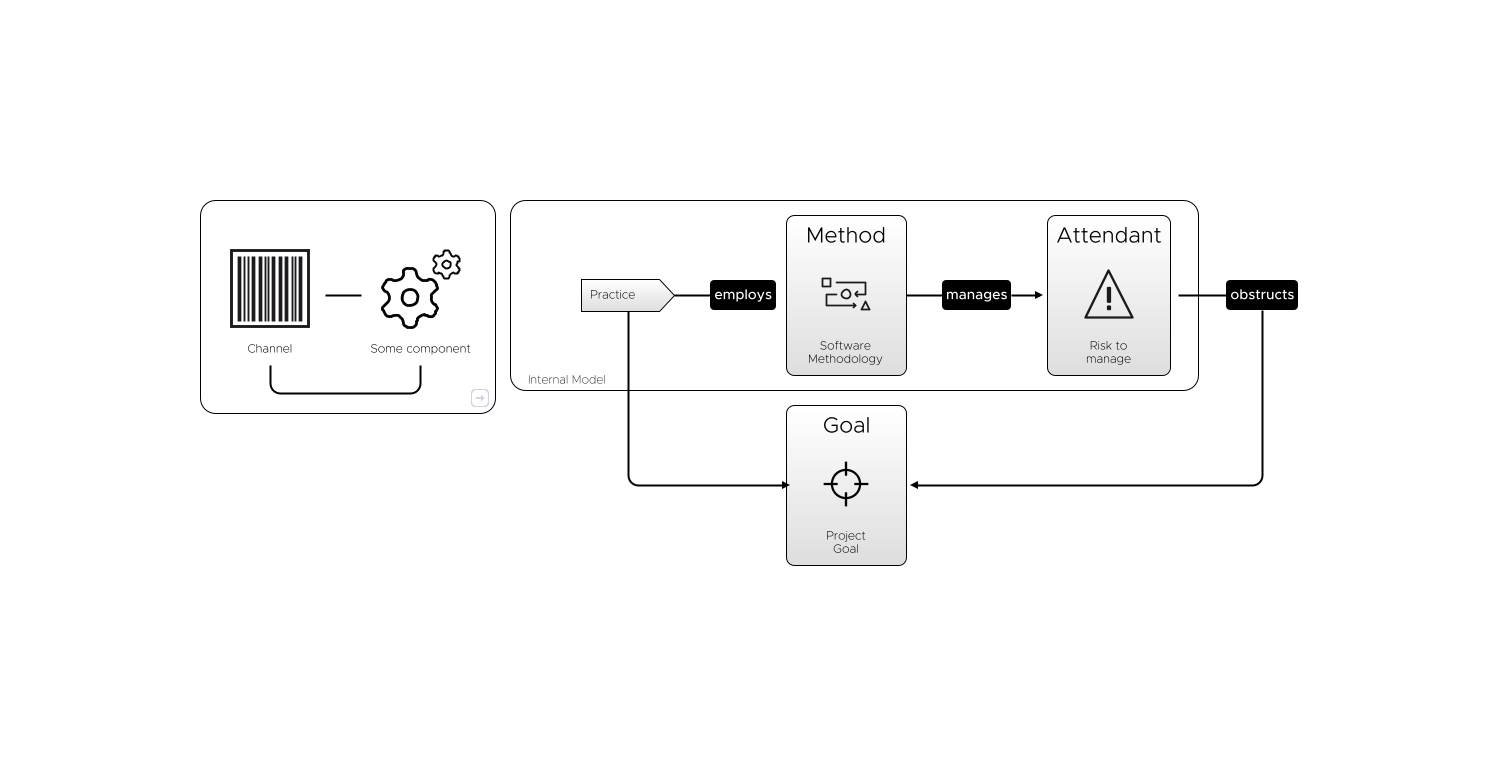 Channel
Some component
Practice
employs
Method
Software
Methodology
manages
Attendant
Risk to
manage
obstructs
Internal Model
Goal
Project
Goal